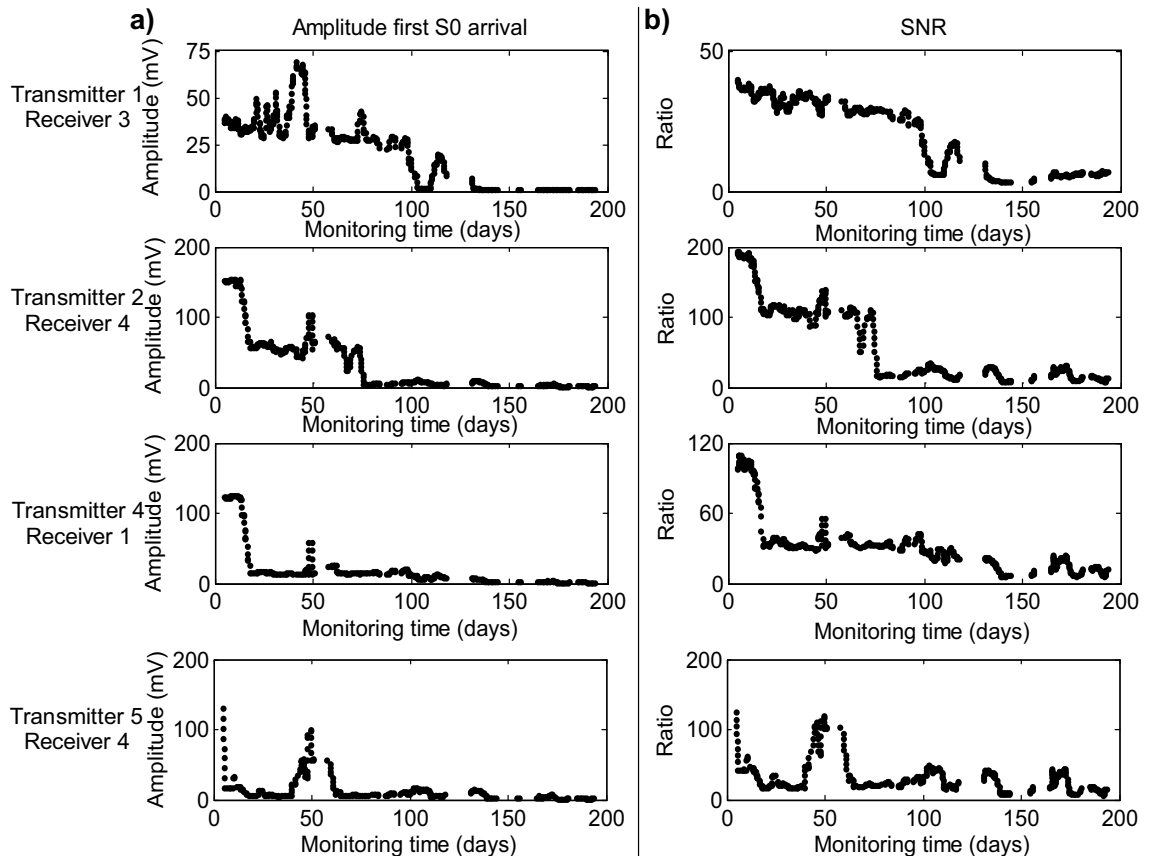 a)
Amplitude first S0 arrival
b)
SNR
Transmitter 1
Receiver 3
Amplitude (mV)
75
50
25
0
0 50 100 150 200
Monitoring time (days)
Ratio
50
0
0 50 100 150 200
Monitoring time (days)
Transmitter 2
Receiver 4
Amplitude (mV)
200
100
0
0 50 100 150 200
Monitoring time (days)
Ratio
200
100
0
0 50 100 150 200
Monitoring time (days)
Transmitter 4
Receiver 1
Amplitude (mV)
200
100
0
0 50 100 150 200
Monitoring time (days)
Ratio
120
60
0
0 50 100 150 200
Monitoring time (days)
Transmitter 5
Receiver 4
Amplitude (mV)
200
100
0
0 50 100 150 200
Monitoring time (days)
Ratio
200
100
0
0 50 100 150 200
Monitoring time (days)